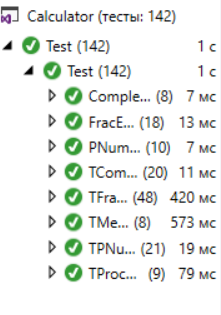 Calculator (тесты: 142)
Test (142) 1 с
Test (142) 1 с
Comple... (8) 7 мс
FracE... (18) 13 мс
PNum... (10) 7 мс
TCom... (20) 11 мс
TFra... (48) 420 мс
TMe... (8) 573 мс
TPNu... (21) 19 мс
TProc... (9) 79 мс